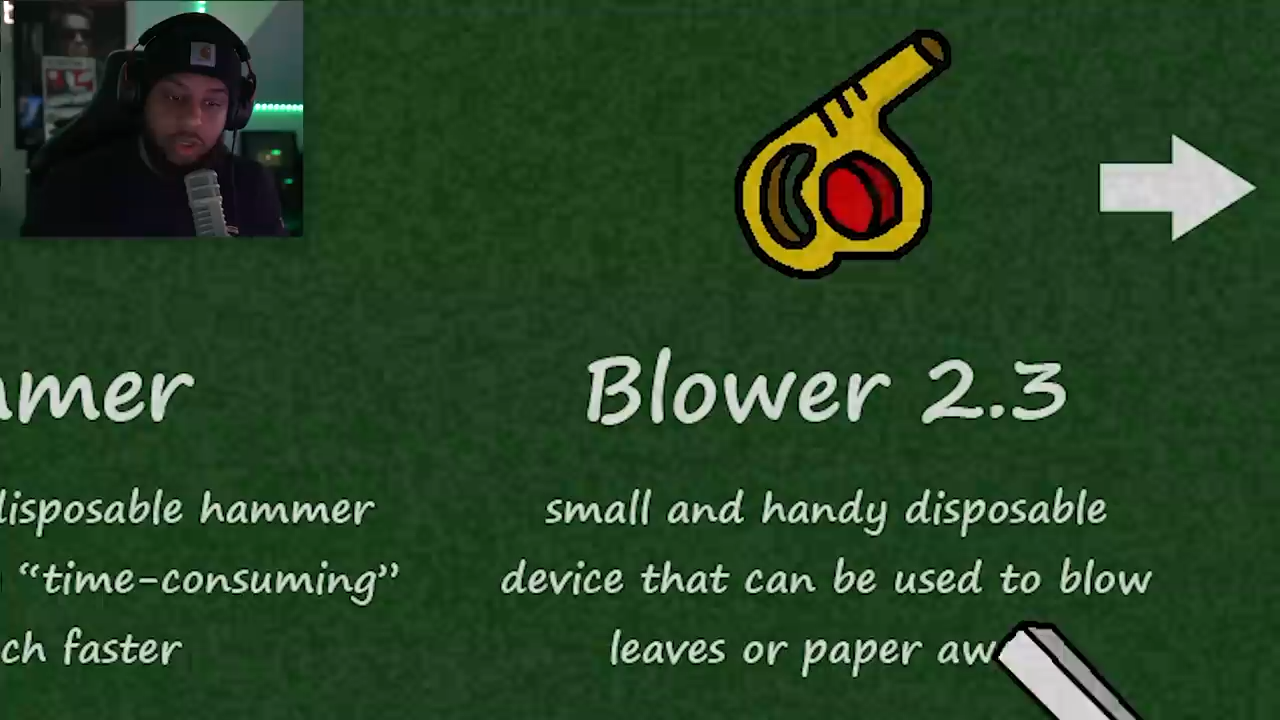 mmer
disposable hammer
“time-consuming”
ch faster
Blower 2.3
small and handy disposable
device that can be used to blow
leaves or paper aw